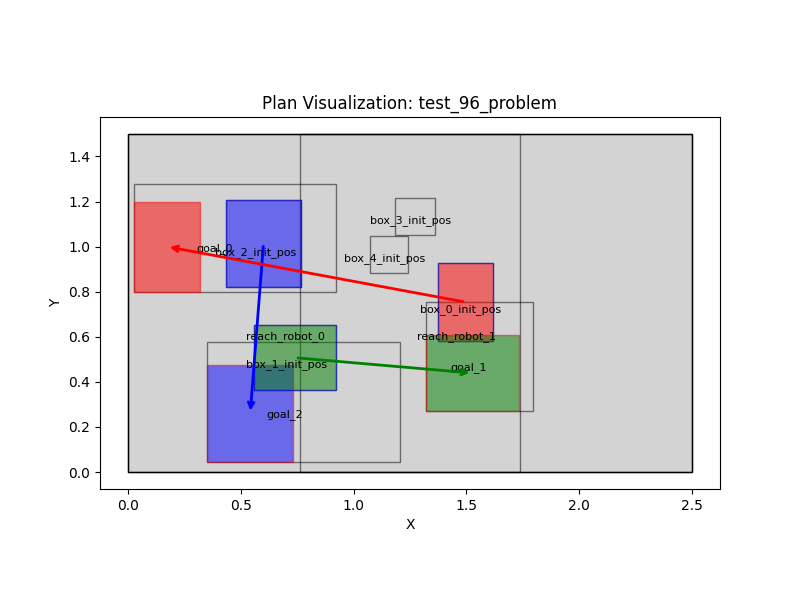 Plan Visualization: test_96_problem
1.4
1.2
1.0
0.8
0.6
0.4
0.2
0.0
Y
box_3_init_pos
goal_0
box_2_init_pos
box_4_init_pos
box_0_init_pos
reach_robot_0
reach_robot_1
box_1_init_pos
goal_1
goal_2
0.0 0.5 1.0 1.5 2.0 2.5
X